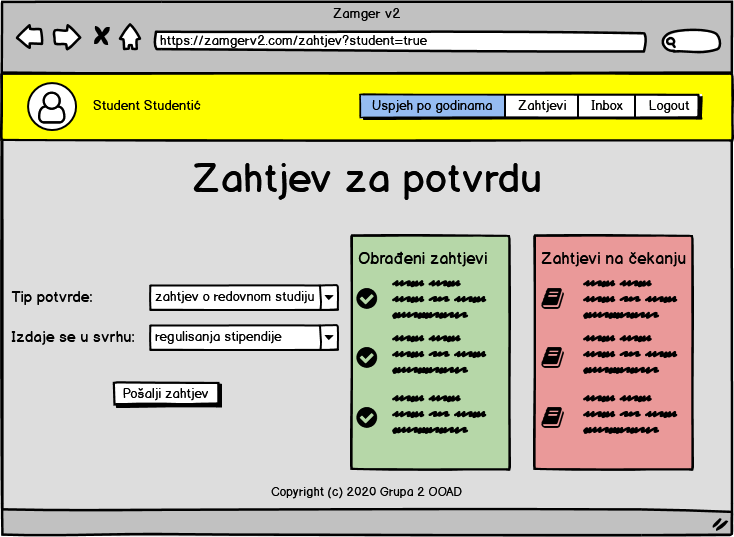 Zamger v2
https://zamgerv2.com/zahtjev?student=true
Student Studentić
Uspjeh po godinama Zahtjevi Inbox Logout
Zahtjev za potvrdu
Obrađeni zahtjevi
Zahtjevi na čekanju
Tip potvrde: zahtjev o redovnom studiju
Izdaje se u svrhu: regulisanja stipendije
Pošalji zahtjev
Copyright (c) 2020 Grupa 2 OOAD